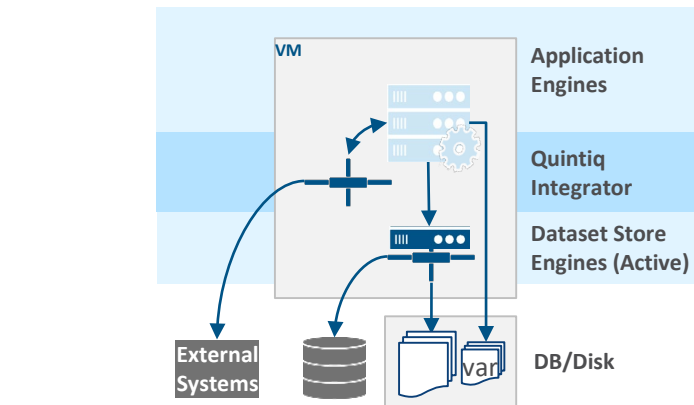 VM
Application
Engines
Quintiq
Integrator
Dataset Store
Engines (Active)
External
Systems
var
DB/Disk